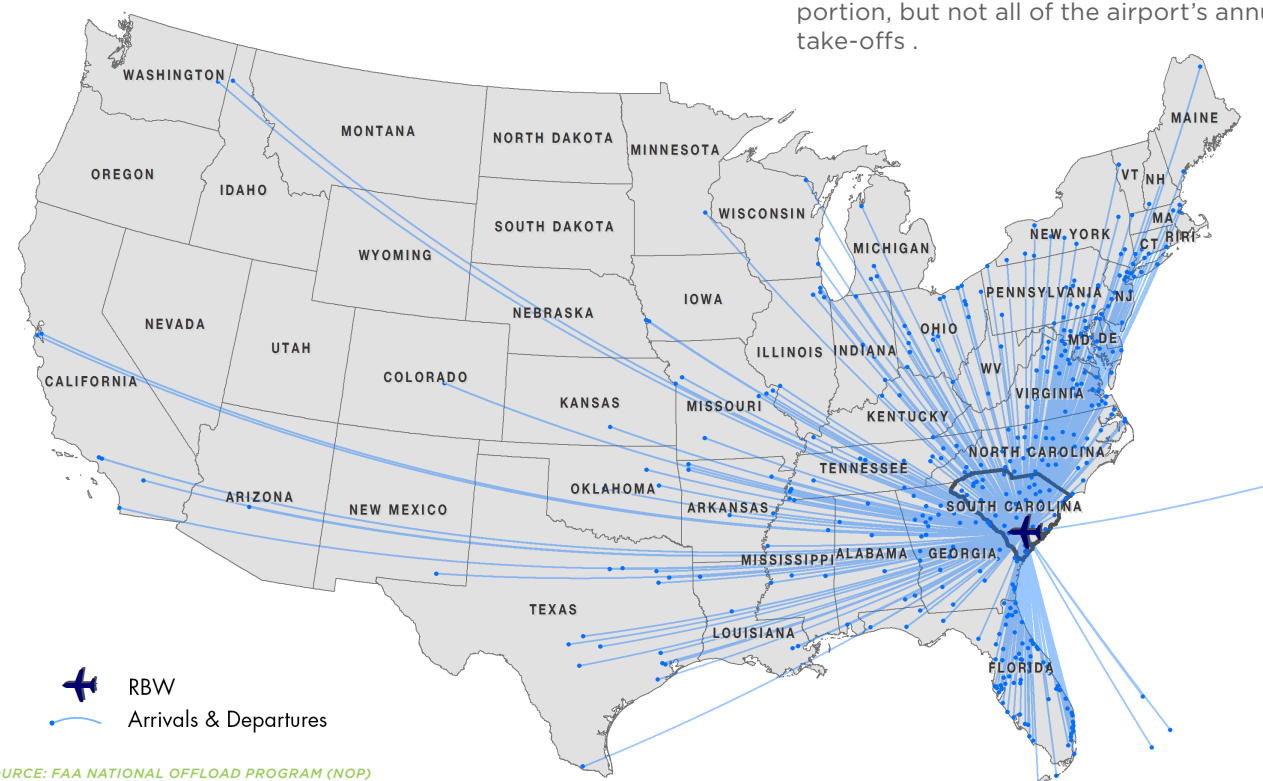 portion, but not all of the airport’s annu
take-offs .
WASHINGTON
MONTANA
NORTH DAKOTA
MINNESOTA
MAINE
OREGON
IDAHO
SOUTH DAKOTA
WISCONSIN
VT
NH
MA
WYOMING
MICHIGAN
NEW YORK
CT
RI
RI
NEVADA
NEBRASKA
IOWA
PENNSYLVANIA
NJ
UTAH
ILLINOIS
INDIANA
OHIO
MD
DE
CALIFORNIA
COLORADO
KANSAS
MISSOURI
WV
VIRGINIA
KENTUCKY
TENNESSEE
NORTH CAROLINA
ARIZONA
NEW MEXICO
OKLAHOMA
ARKANSAS
SOUTH CAROLINA
MISSISSIPPI
ALABAMA
GEORGIA
TEXAS
LOUISIANA
FLORIDA
RBW
Arrivals & Departures
OURCE: FAA NATIONAL OFFLOAD PROGRAM (NOP)